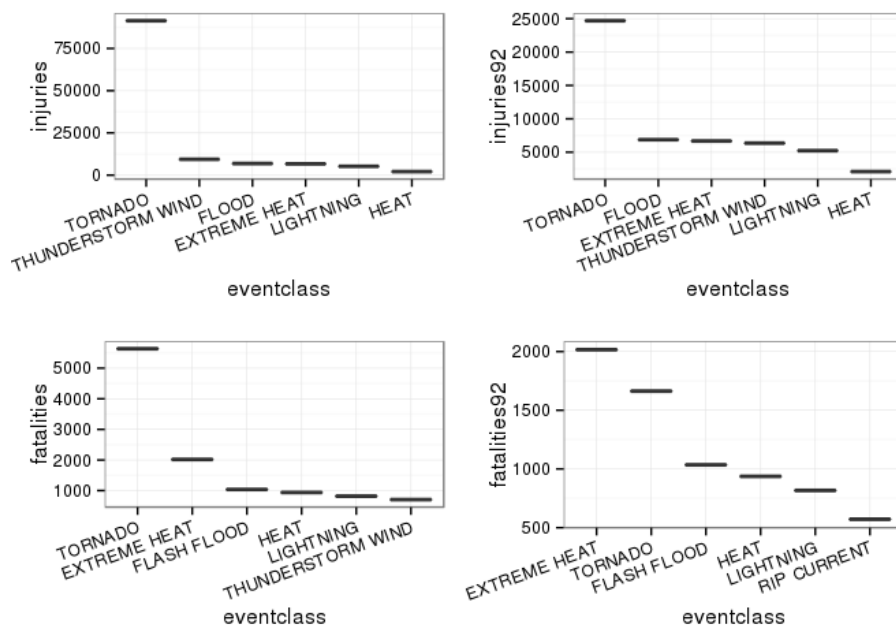 injuries
75000
50000
25000
0
TORNADO
THUNDERSTORM WIND
FLOOD
EXTREME HEAT
LIGHTNING
HEAT
eventclass
injuries92
25000
20000
15000
10000
5000
TORNADO
FLOOD
EXTREME HEAT
THUNDERSTORM WIND
LIGHTNING
HEAT
eventclass
fatalities
5000
4000
3000
2000
1000
TORNADO
EXTREME HEAT
FLASH FLOOD
HEAT
LIGHTNING
THUNDERSTORM WIND
eventclass
fatalities92
2000
1500
1000
500
EXTREME HEAT
TORNADO
FLASH FLOOD
HEAT
LIGHTNING
RIP CURRENT
eventclass